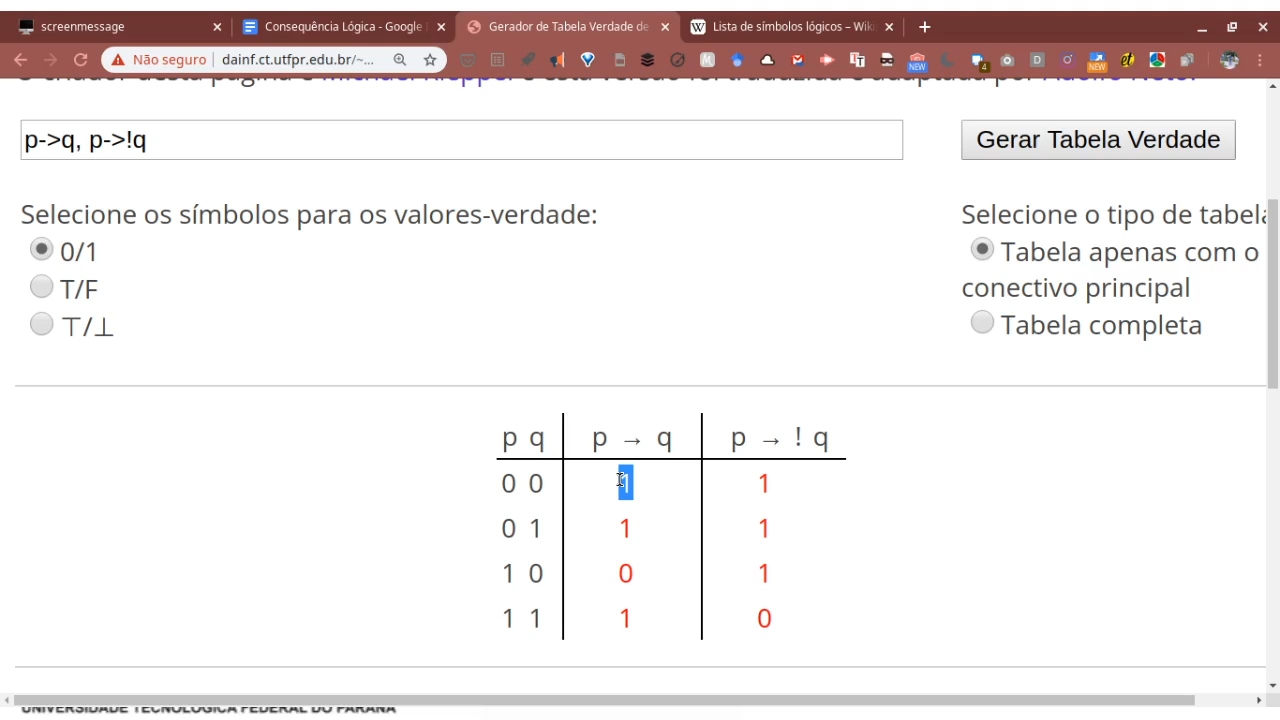 screenmessage
Consequência Lógica - Google
Gerador de Tabela Verdade de
Lista de símbolos lógicos – Wiki
Não seguro
dainf.ct.utfpr.edu.br/~...
p->q, p->!q
Gerar Tabela Verdade
Selecione os símbolos para os valores-verdade:
0/1
T/F
⊤/⊥
Selecione o tipo de tabela
Tabela apenas com o
conectivo principal
Tabela completa
p q p → q p → ! q
0 0 1 1
0 1 1 1
1 0 0 1
1 1 1 0
UNIVERSIDADE TECNOLÓGICA FEDERAL DO PARANÁ